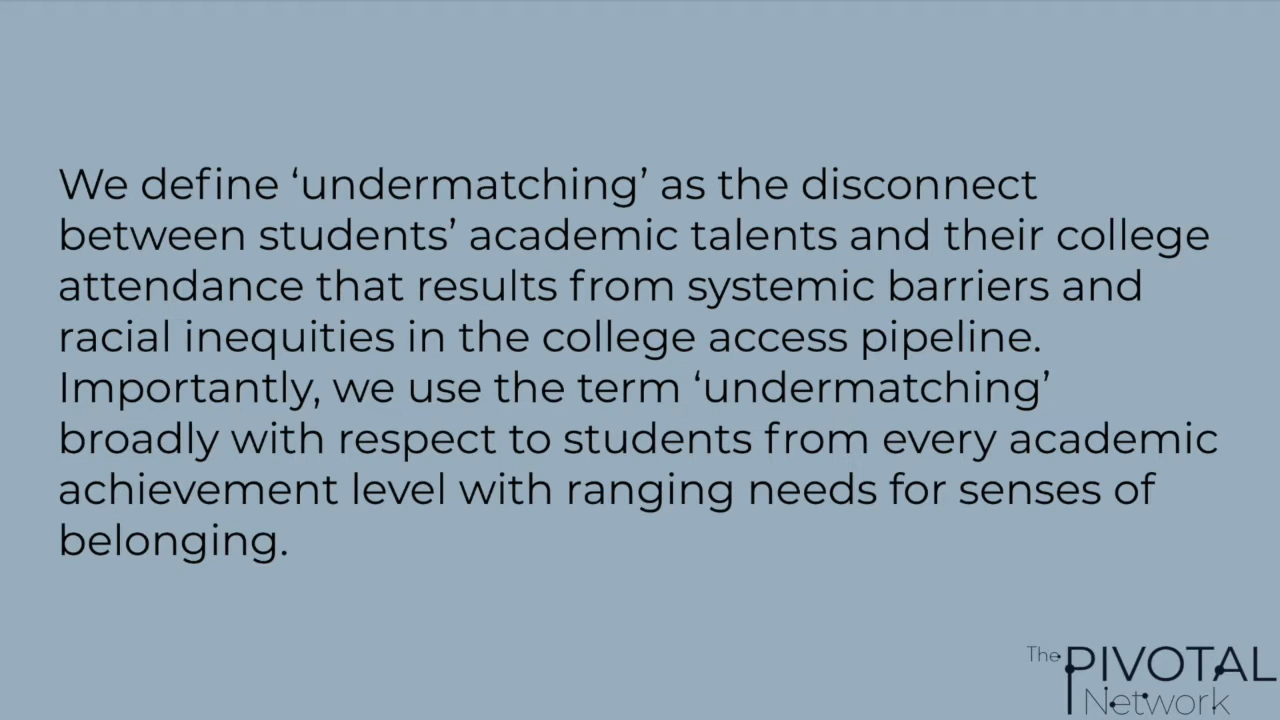 We define ‘undermatching’ as the disconnect
between students’ academic talents and their college
attendance that results from systemic barriers and
racial inequities in the college access pipeline.
Importantly, we use the term ‘undermatching’
broadly with respect to students from every academic
achievement level with ranging needs for senses of
belonging.
The PIVOTAL
Network